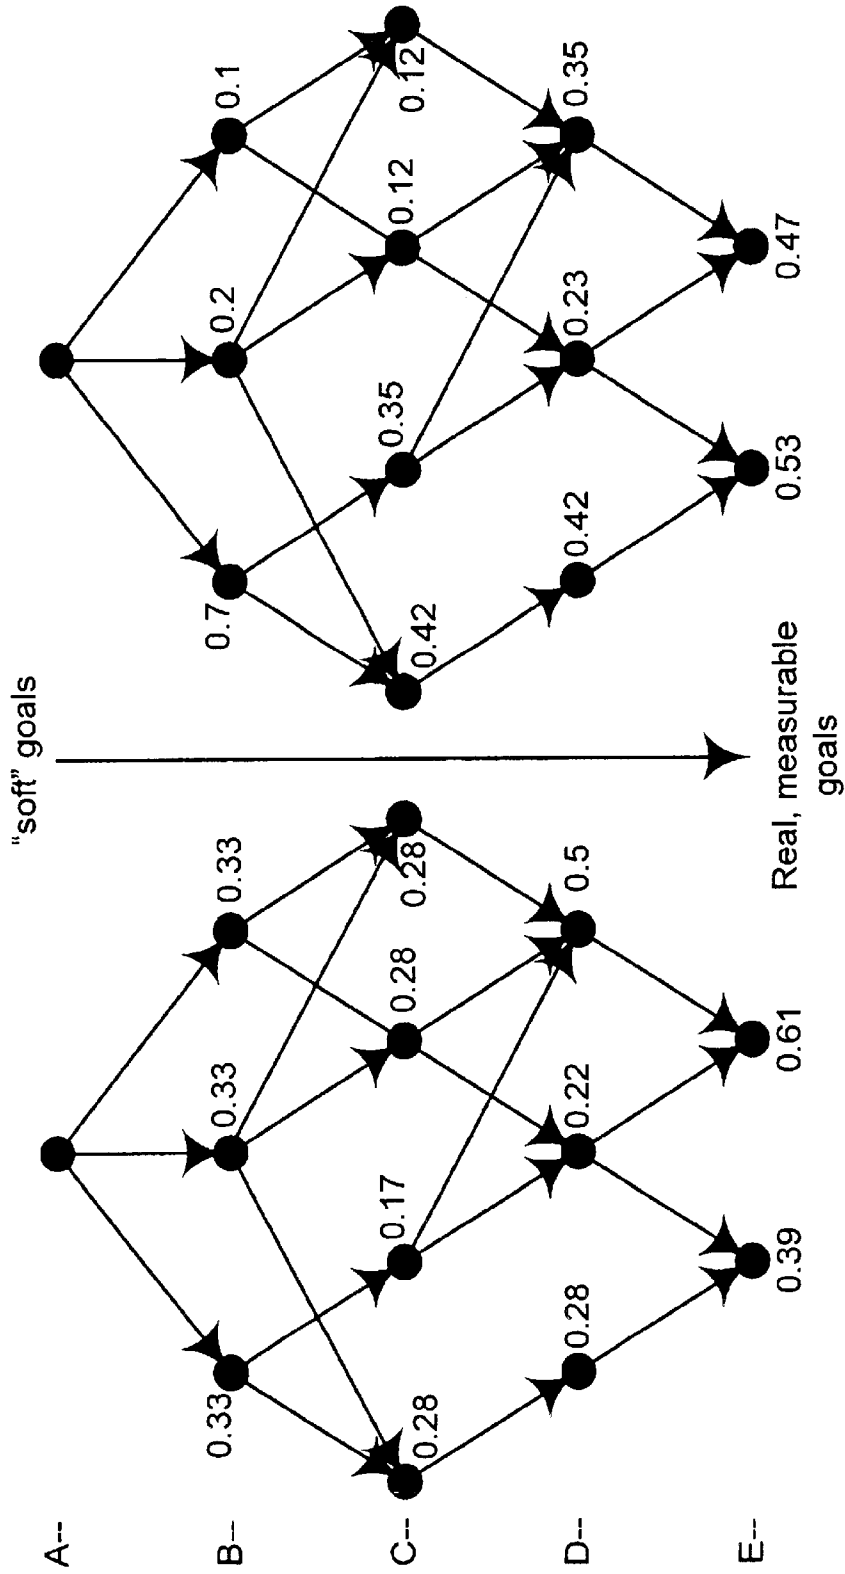 "soft" goals
A--
B-- 0.33 0.33 0.33 0.7 0.2 0.1
C-- 0.28 0.17 0.28 0.28 0.42 0.35 0.12 0.12
D-- 0.28 0.22 0.5 0.42 0.23 0.35
E-- 0.39 0.61 Real, measurable 0.53 0.47
goals